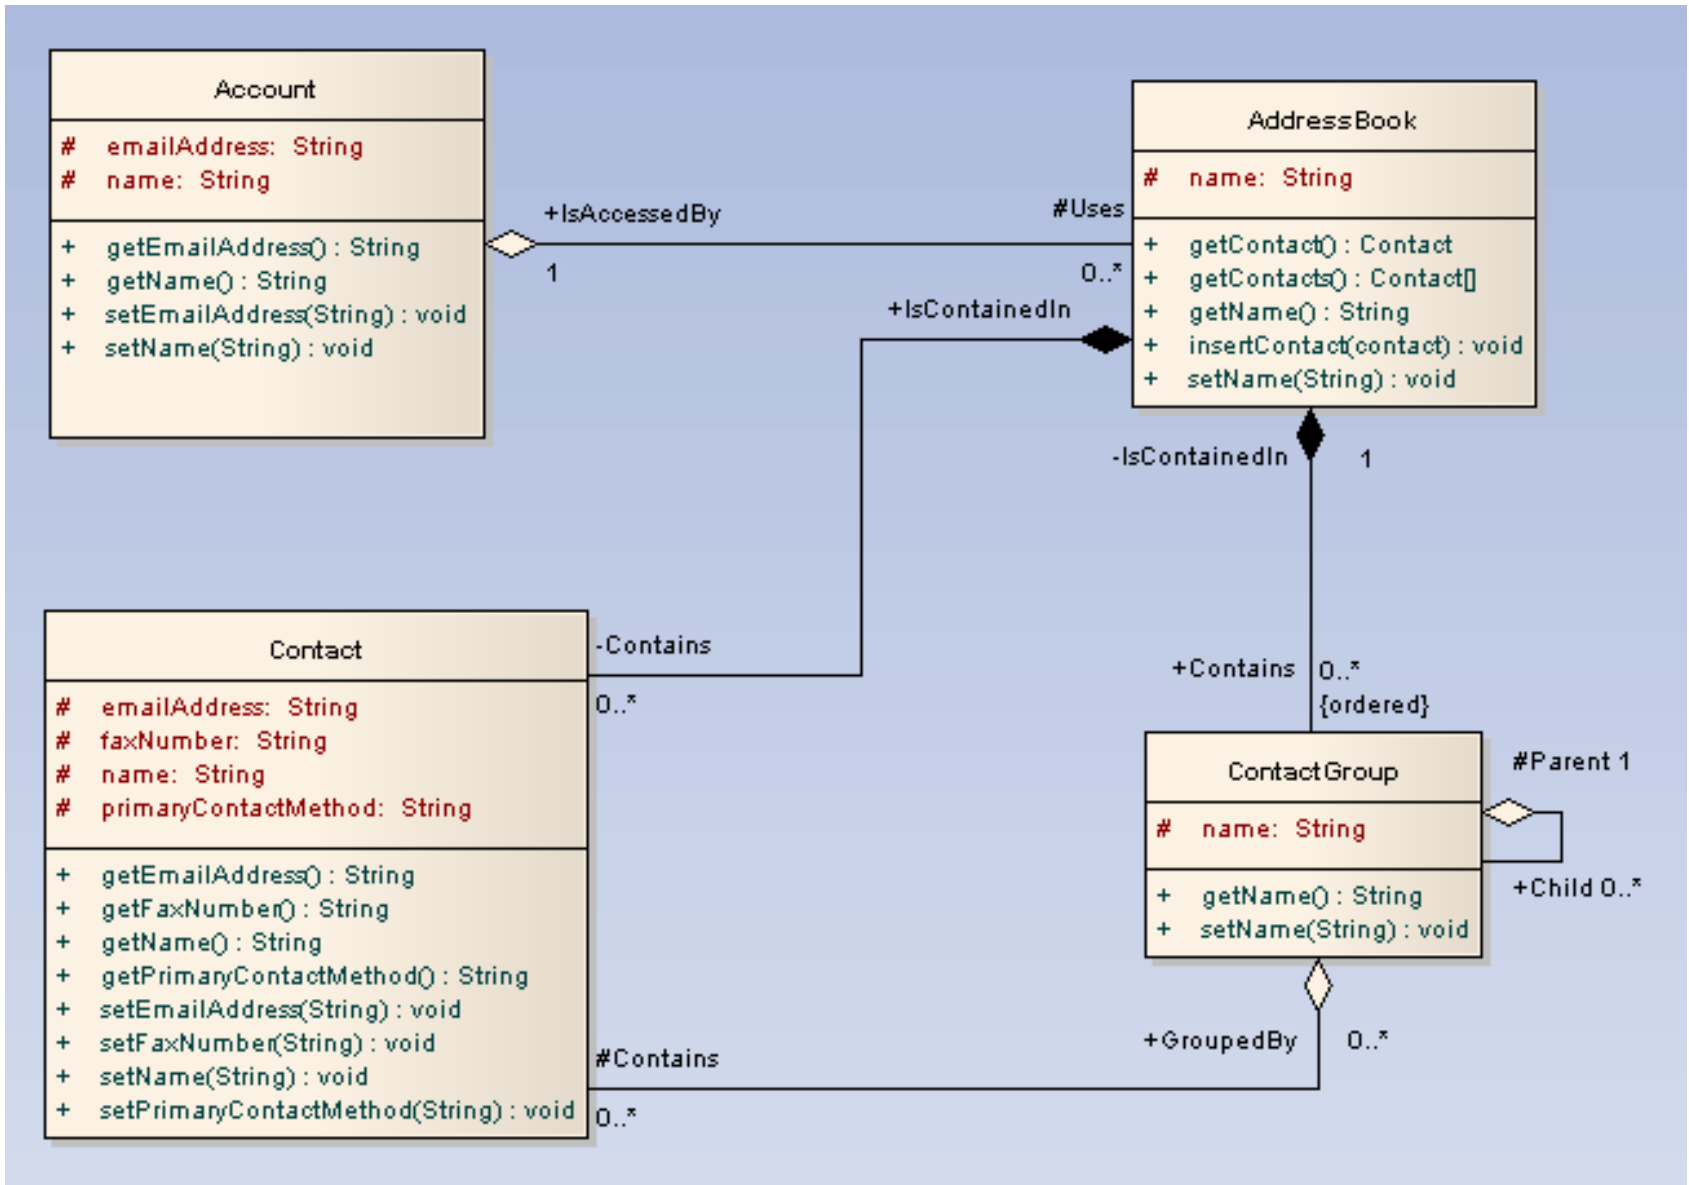 Account
# emailAddress: String
# name: String
+ getEmailAddress() : String
+ getName() : String
+ setEmailAddress(String) : void
+ setName(String) : void
+IsAccessedBy
1
#Uses
0..*
AddressBook
# name: String
+ getContact() : Contact
+ getContacts() : Contact[]
+ getName() : String
+ insertContact(contact) : void
+ setName(String) : void
+IsContainedIn
-IsContainedIn
1
Contact
# emailAddress: String
# faxNumber: String
# name: String
# primaryContactMethod: String
+ getEmailAddress() : String
+ getFaxNumber() : String
+ getName() : String
+ getPrimaryContactMethod() : String
+ setEmailAddress(String) : void
+ setFaxNumber(String) : void
+ setName(String) : void
+ setPrimaryContactMethod(String) : void
-Contains
0..*
+Contains
0..*
{ordered}
ContactGroup
# name: String
+ getName() : String
+ setName(String) : void
#Parent 1
+Child 0..*
+GroupedBy
0..*
#Contains
0..*